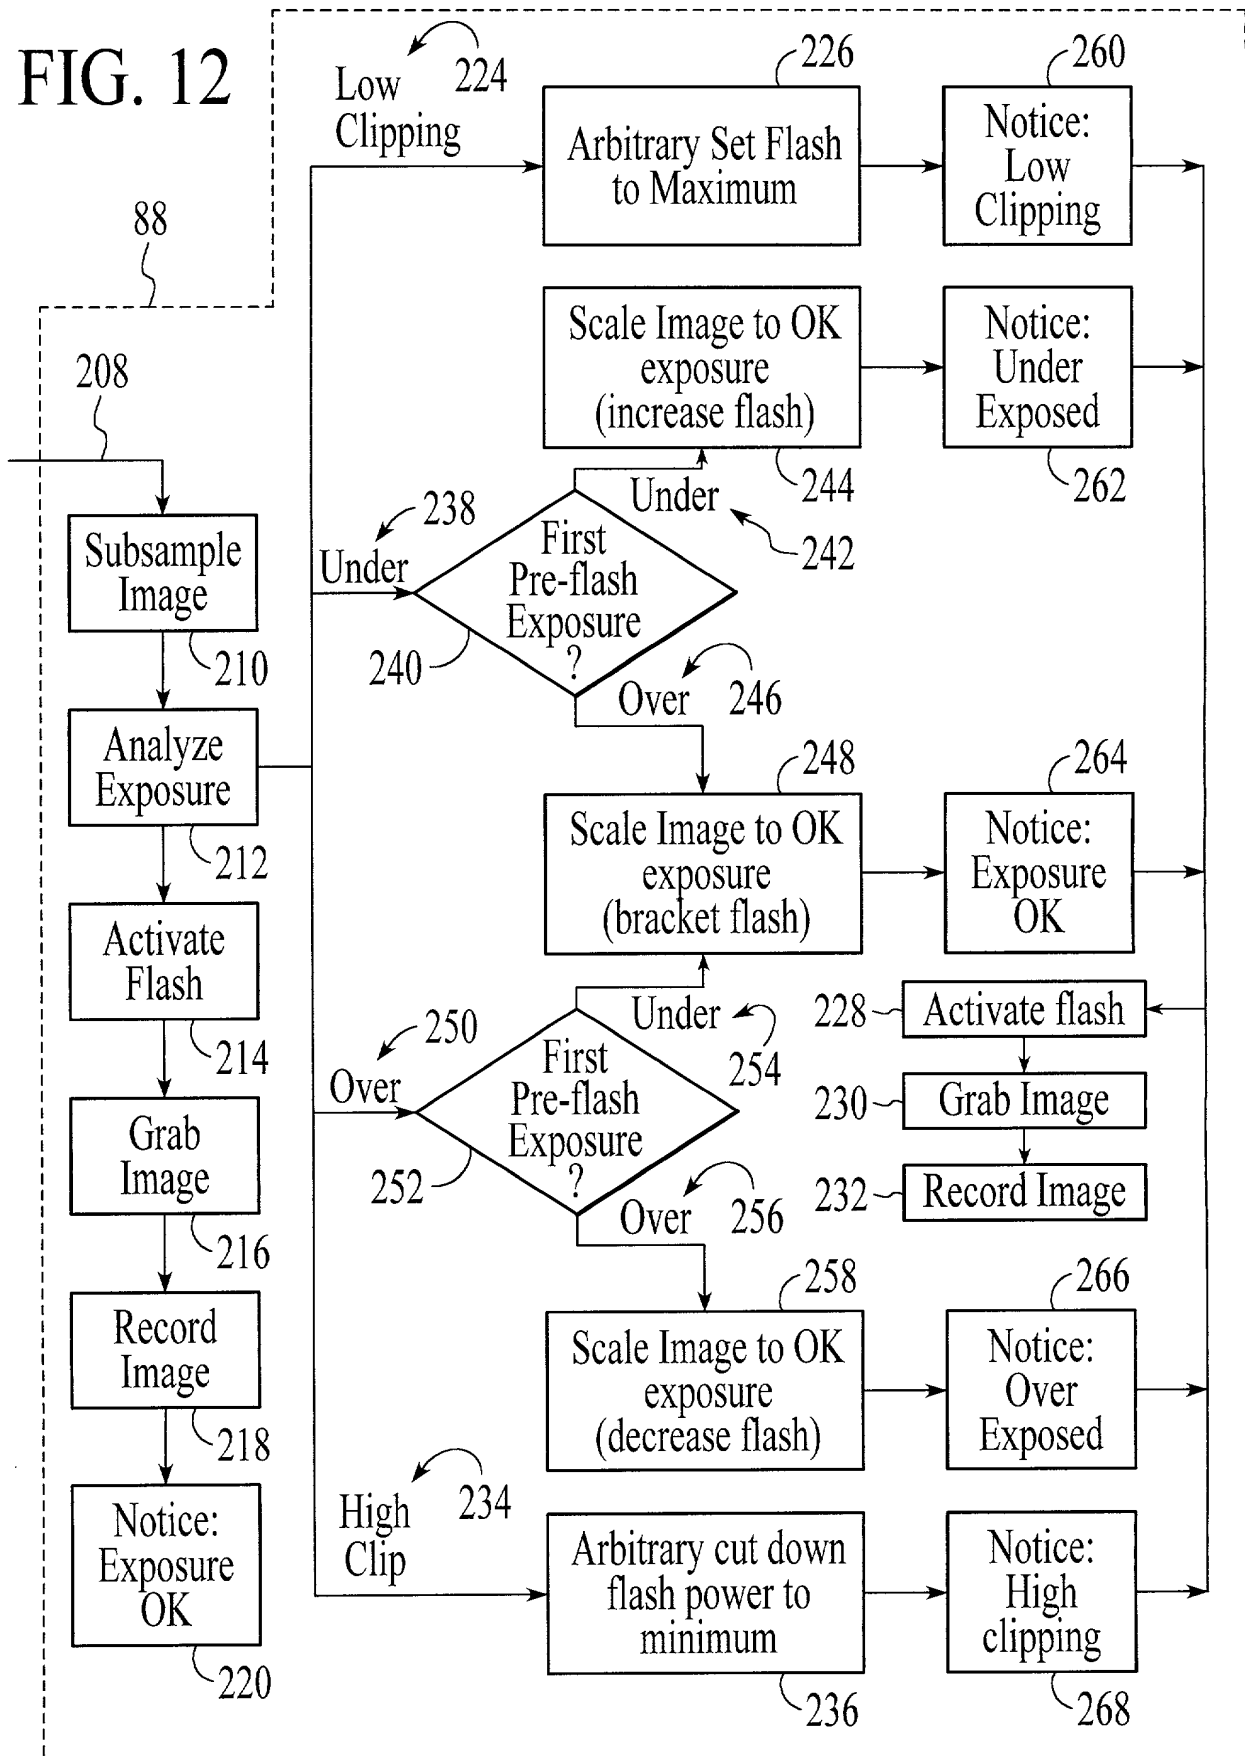 FIG. 12
88
208
Subsample
Image
210
Analyze
Exposure
212
Activate
Flash
214
Grab
Image
216
Record
Image
218
Notice:
Exposure
OK
220
Low
Clipping
224
226
Arbitrary Set Flash
to Maximum
260
Notice:
Low
Clipping
Scale Image to OK
exposure
(increase flash)
244
Notice:
Under
Exposed
262
Under
238
First
Pre-flash
Exposure
?
240
Under
242
Over
246
248
Scale Image to OK
exposure
(bracket flash)
264
Notice:
Exposure
OK
Over
250
First
Pre-flash
Exposure
?
252
Under
254
Over
256
228
Activate flash
230
Grab Image
232
Record Image
258
Scale Image to OK
exposure
(decrease flash)
266
Notice:
Over
Exposed
High
Clip
234
Arbitrary cut down
flash power to
minimum
236
Notice:
High
clipping
268